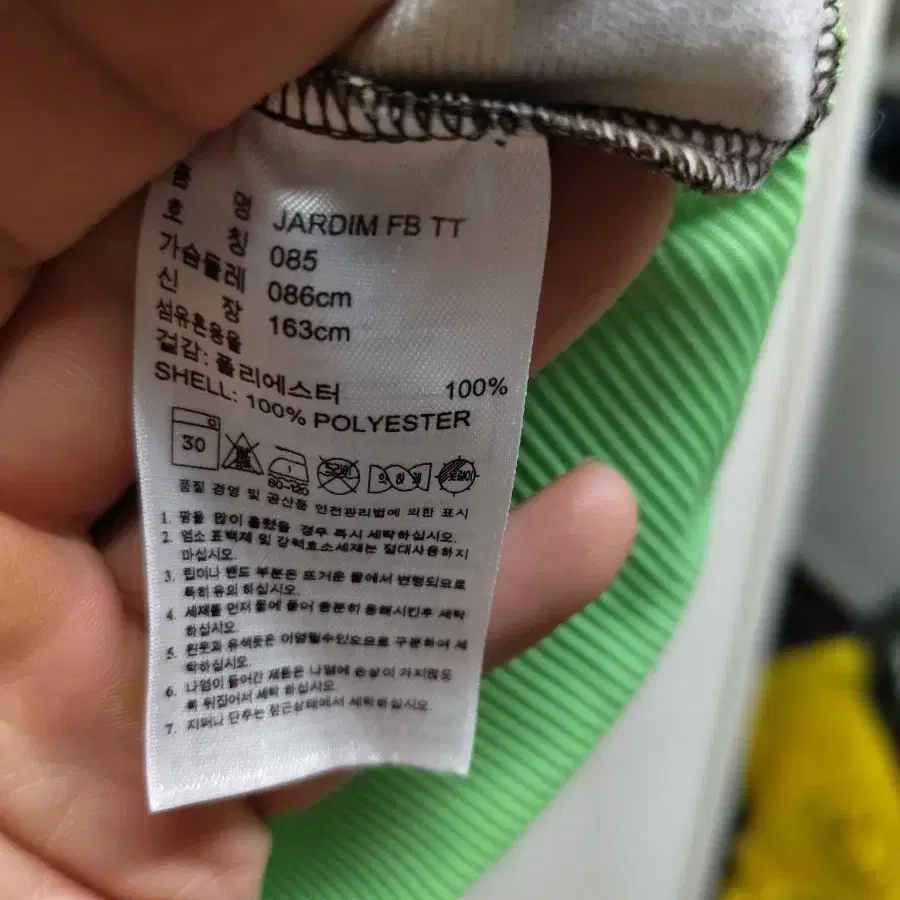 품 명 JARDIM FB TT
호 칭 085
가슴둘레 086cm
신 장 163cm
섬유혼용율
겉감: 폴리에스터 100%
SHELL: 100% POLYESTER
30 80~120 드라이 약하게 옷걸이
품질 경영 및 공산품 안전관리법에 의한 표시
1. 땀을 많이 흘렸을 경우 즉시 세탁하십시오.
2. 염소 표백제 및 강력효소세제는 절대사용하지
마십시오.
3. 립이나 밴드 부분은 뜨거운 물에서 변형되므로
특히 유의 하십시오.
4. 세제를 먼저 물에 풀어 충분히 용해시킨후 세탁
하십시오.
5. 흰옷과 유색옷은 이염될수있으므로 구분하여 세
탁하십시오.
6. 나염이 들어간 제품은 나염에 손상이 가지않도
록 뒤집어서 세탁 하십시오.
7. 지퍼나 단추는 잠근상태에서 세탁하십시오.